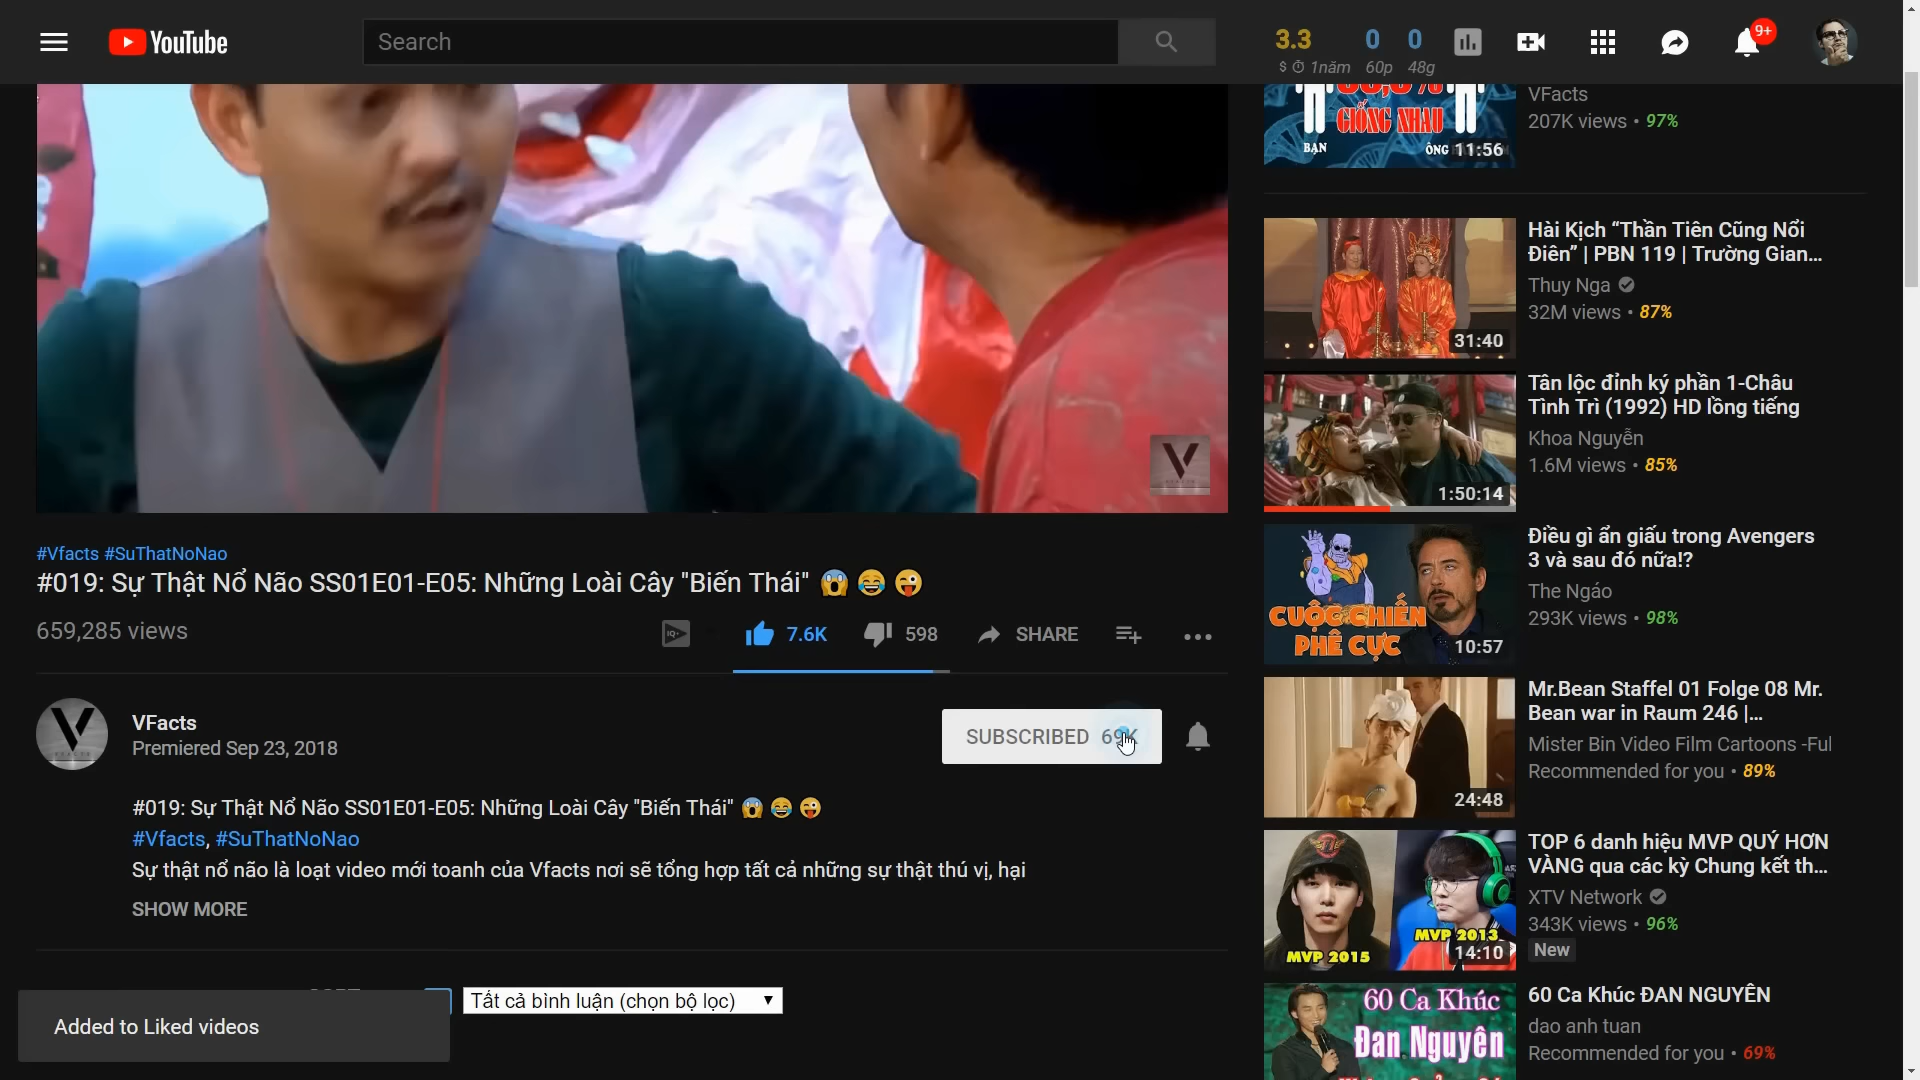 YouTube
Search
3.3
0
0
1năm
60p
48g
9+
GIỐNG NHAU
BẠN
ÔNG
11:56
VFacts
207K views • 97%
31:40
Hài Kịch “Thần Tiên Cũng Nổi
Điên” | PBN 119 | Trường Gian...
Thuy Nga
32M views • 87%
1:50:14
Tân lộc đỉnh ký phần 1-Châu
Tình Trì (1992) HD lồng tiếng
Khoa Nguyễn
1.6M views • 85%
CUỘC CHIẾN
PHÊ CỰC
10:57
Điều gì ẩn giấu trong Avengers
3 và sau đó nữa!?
The Ngáo
293K views • 98%
24:48
Mr.Bean Staffel 01 Folge 08 Mr.
Bean war in Raum 246 |...
Mister Bin Video Film Cartoons -Ful
Recommended for you • 89%
MVP 2015
MVP 2013
14:10
TOP 6 danh hiệu MVP QUÝ HƠN
VÀNG qua các kỳ Chung kết th...
XTV Network
343K views • 96%
New
60 Ca Khúc
Đan Nguyên
60 Ca Khúc ĐAN NGUYÊN
dao anh tuan
Recommended for you • 69%
#Vfacts #SuThatNoNao
#019: Sự Thật Nổ Não SS01E01-E05: Những Loài Cây "Biến Thái" 😱 😂 😜
659,285 views
7.6K
598
SHARE
VFacts
Premiered Sep 23, 2018
SUBSCRIBED 69K
#019: Sự Thật Nổ Não SS01E01-E05: Những Loài Cây "Biến Thái" 😱 😂 😜
#Vfacts, #SuThatNoNao
Sự thật nổ não là loạt video mới toanh của Vfacts nơi sẽ tổng hợp tất cả những sự thật thú vị, hại
SHOW MORE
Tất cả bình luận (chọn bộ lọc)
Added to Liked videos